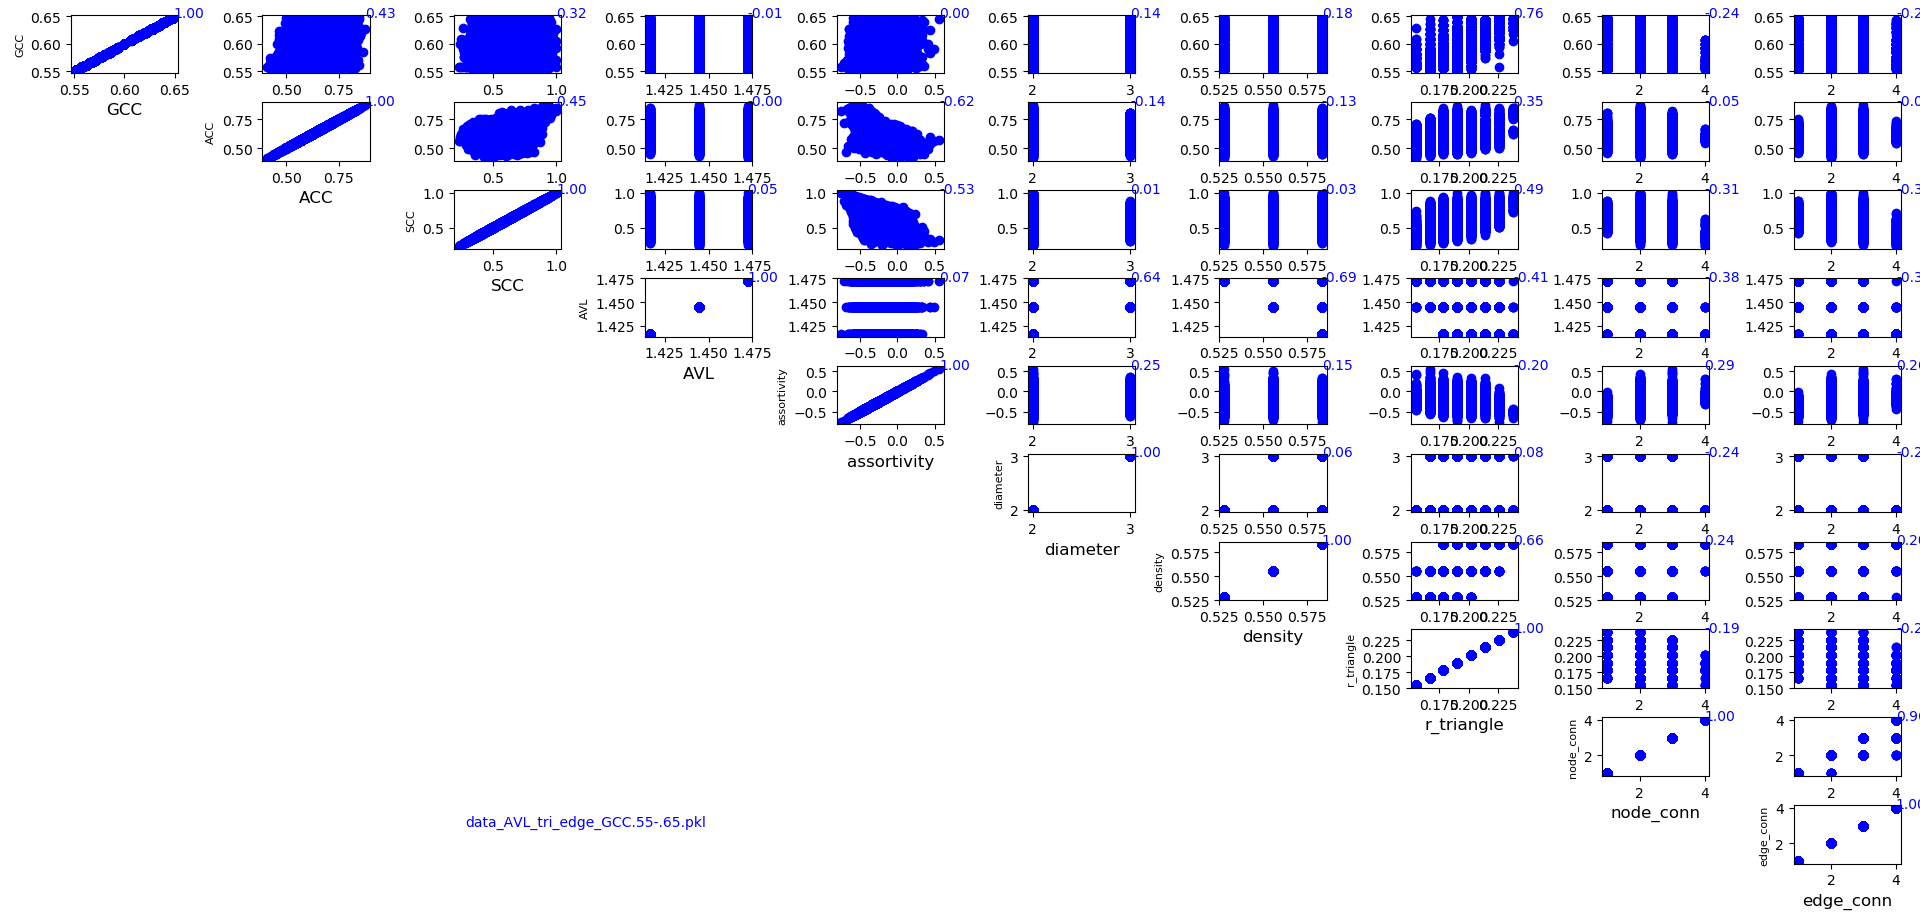 1.00 0.43 0.32 -0.01 0.00 0.14 0.18 0.76 -0.24 -0.2
GCC 0.65 0.60 0.55 0.65 0.60 0.55 0.65 0.60 0.55 0.65 0.60 0.55 0.65 0.60 0.55 0.65 0.60 0.55 0.65 0.60 0.55 0.65 0.60 0.55 0.65 0.60 0.55 0.65 0.60 0.55
0.55 0.60 0.65 0.50 0.75 0.5 1.0 1.425 1.450 1.475 −0.5 0.0 0.5 2 3 0.525 0.550 0.575 0.175 0.200 0.225 2 4 2 4
GCC
1.00 0.45 -0.00 -0.62 -0.14 -0.13 0.35 -0.05 -0.0
ACC 0.75 0.50 0.75 0.50 0.75 0.50 0.75 0.50 0.75 0.50 0.75 0.50 0.75 0.50 0.75 0.50 0.75 0.50
0.50 0.75 0.5 1.0 1.425 1.450 1.475 −0.5 0.0 0.5 2 3 0.525 0.550 0.575 0.175 0.200 0.225 2 4 2 4
ACC
1.00 0.05 -0.53 0.01 -0.03 0.49 -0.31 -0.3
SCC 1.0 0.5 1.0 0.5 1.0 0.5 1.0 0.5 1.0 0.5 1.0 0.5 1.0 0.5 1.0 0.5
0.5 1.0 1.425 1.450 1.475 −0.5 0.0 0.5 2 3 0.525 0.550 0.575 0.175 0.200 0.225 2 4 2 4
SCC
1.00 0.07 0.64 -0.69 -0.41 -0.38 -0.3
AVL 1.475 1.450 1.425 1.475 1.450 1.425 1.475 1.450 1.425 1.475 1.450 1.425 1.475 1.450 1.425 1.475 1.450 1.425 1.475 1.450 1.425
1.425 1.450 1.475 −0.5 0.0 0.5 2 3 0.525 0.550 0.575 0.175 0.200 0.225 2 4 2 4
AVL
1.00 0.25 0.15 -0.20 0.29
assortivity 0.5 0.0 −0.5 0.5 0.0 −0.5 0.5 0.0 −0.5 0.5 0.0 −0.5 0.5 0.0 −0.5 0.5 0.0 −0.5
−0.5 0.0 0.5 2 3 0.525 0.550 0.575 0.175 0.200 0.225 2 4 2 4
assortivity
1.00 0.06 0.08 -0.24 -0.2
diameter 3 2 3 2 3 2 3 2 3 2
2 3 0.525 0.550 0.575 0.175 0.200 0.225 2 4 2 4
diameter
1.00 0.66 0.24
density 0.575 0.550 0.525 0.575 0.550 0.525 0.575 0.550 0.525 0.575 0.550 0.525
0.525 0.550 0.575 0.175 0.200 0.225 2 4 2 4
density
1.00 -0.19 -0.2
r_triangle 0.225 0.200 0.175 0.150 0.225 0.200 0.175 0.150 0.225 0.200 0.175 0.150
0.175 0.200 0.225 2 4 2 4
r_triangle
1.00
node_conn 4 2 4 2
2 4 2 4
node_conn
data_AVL_tri_edge_GCC.55-.65.pkl
1.00
edge_conn 4 2
2 4
edge_conn